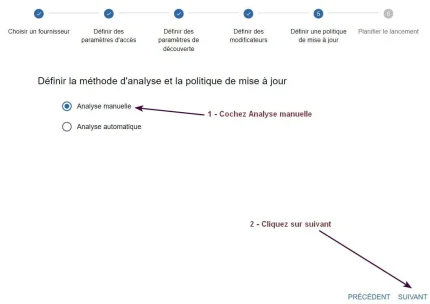 5
6
Choisir un fournisseur
Définir des
paramètres d'accès
Définir des
paramètres de
découverte
Définir des
modificateurs
Définir une politique
de mise à jour
Planifier le lancement
Définir la méthode d'analyse et la politique de mise à jour
Analyse manuelle
1 - Cochez Analyse manuelle
Analyse automatique
2 - Cliquez sur suivant
PRÉCÉDENT SUIVANT